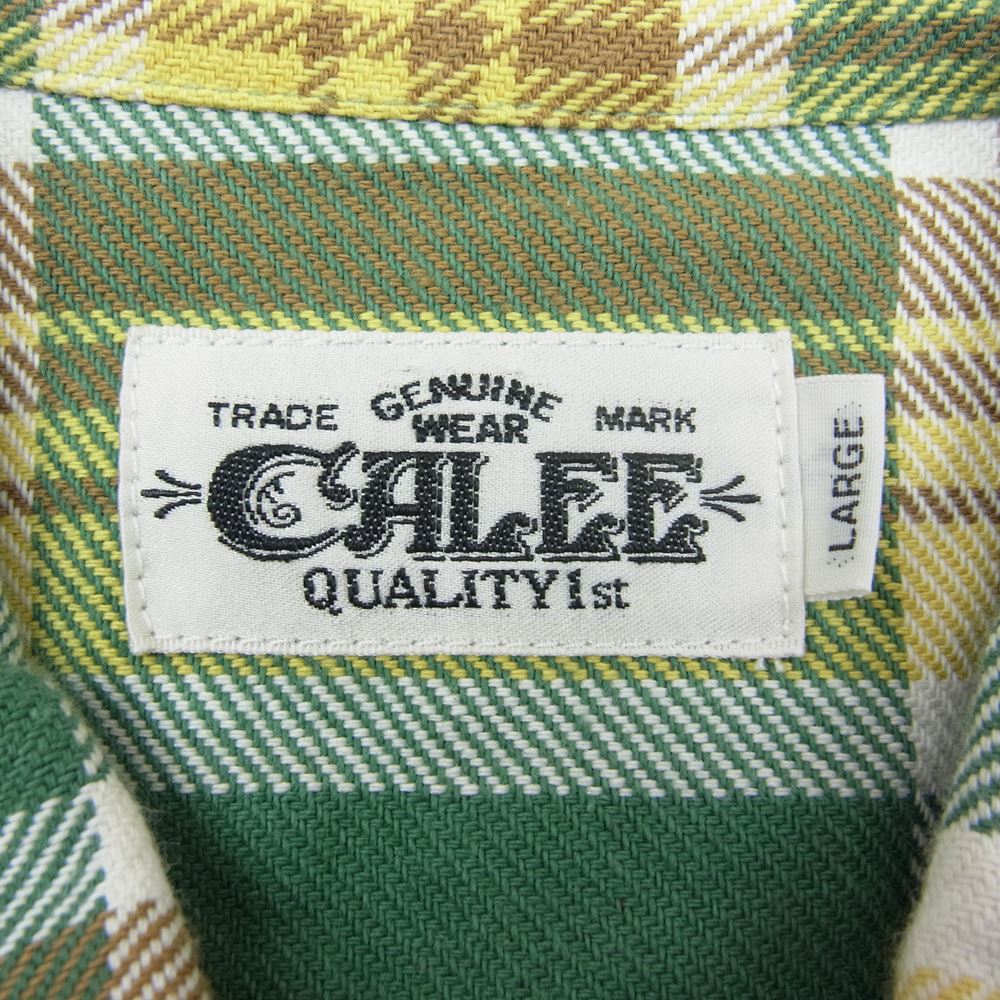 GENUINE
TRADE WEAR MARK
CALEE
QUALITY 1st
LARGE